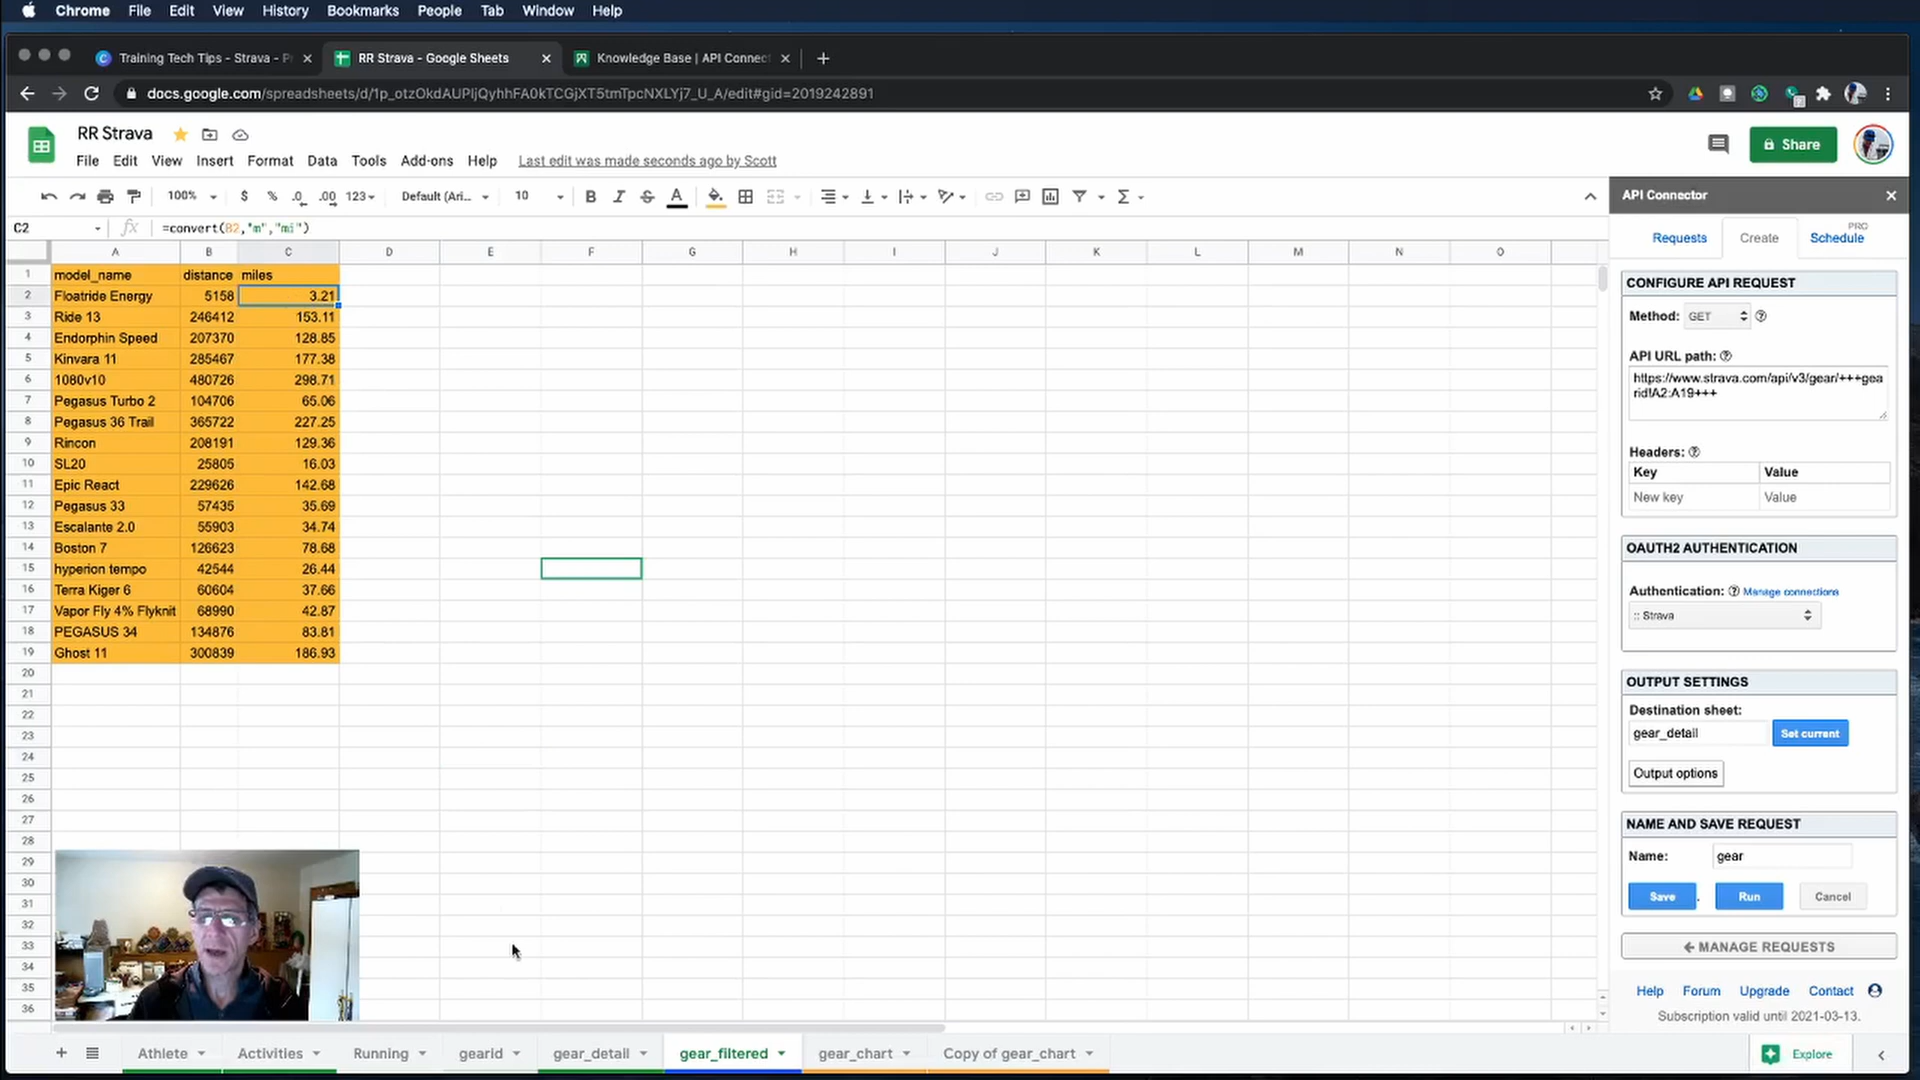 Chrome File Edit View History Bookmarks People Tab Window Help
Training Tech Tips - Strava - Pr
RR Strava - Google Sheets
Knowledge Base | API Connect
docs.google.com/spreadsheets/d/1p_otzOkdAUPIjQyhhFA0kTCGjXT5tmTpcNXLYj7_U_A/edit#gid=2019242891
RR Strava
Share
File Edit View Insert Format Data Tools Add-ons Help Last edit was made seconds ago by Scott
100% $ % .0 .00 123 Default (Ari... 10 B I S A
API Connector
C2 fx =convert(B2,"m","mi")
Requests Create Schedule PRO
A B C D E F G H I J K L M N O
1 model_name distance miles
2 Floatride Energy 5158 3.21
3 Ride 13 246412 153.11
4 Endorphin Speed 207370 128.85
5 Kinvara 11 285467 177.38
6 1080v10 480726 298.71
7 Pegasus Turbo 2 104706 65.06
8 Pegasus 36 Trail 365722 227.25
9 Rincon 208191 129.36
10 SL20 25805 16.03
11 Epic React 229626 142.68
12 Pegasus 33 57435 35.69
13 Escalante 2.0 55903 34.74
14 Boston 7 126623 78.68
15 hyperion tempo 42544 26.44
16 Terra Kiger 6 60604 37.66
17 Vapor Fly 4% Flyknit 68990 42.87
18 PEGASUS 34 134876 83.81
19 Ghost 11 300839 186.93
20
21
22
23
24
25
26
27
28
29
30
31
32
33
34
35
36
CONFIGURE API REQUEST
Method: GET
API URL path:
https://www.strava.com/api/v3/gear/+++gea
rid!A2:A19+++
Headers:
Key Value
New key Value
OAUTH2 AUTHENTICATION
Authentication: Manage connections
:: Strava
OUTPUT SETTINGS
Destination sheet:
gear_detail Set current
Output options
NAME AND SAVE REQUEST
Name: gear
Save Run Cancel
MANAGE REQUESTS
Help Forum Upgrade Contact
Subscription valid until 2021-03-13.
Athlete Activities Running gearid gear_detail gear_filtered gear_chart Copy of gear_chart Explore